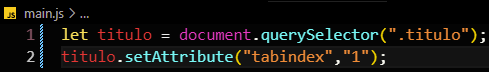 main.js > ...
1 let titulo = document.querySelector(".titulo");
2 titulo.setAttribute("tabindex","1");